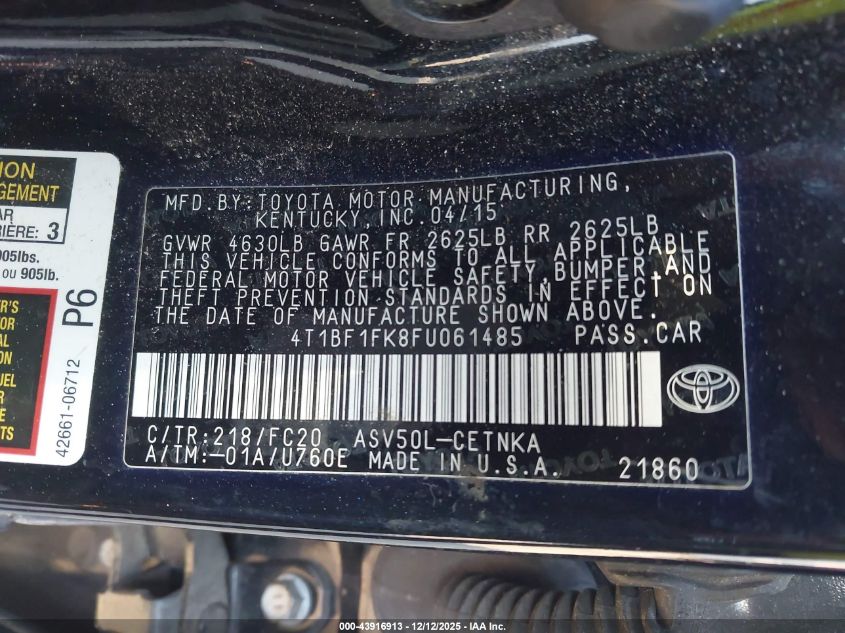 ION
GEMENT
AR
RIÈRE: 3
905lbs.
ou 905lb.
P6
42661-06712
MFD. BY: TOYOTA MOTOR MANUFACTURING,
KENTUCKY, INC. 04/15
GVWR 4630LB GAWR FR 2625LB RR 2625LB
THIS VEHICLE CONFORMS TO ALL APPLICABLE
FEDERAL MOTOR VEHICLE SAFETY, BUMPER, AND
THEFT PREVENTION STANDARDS IN EFFECT ON
THE DATE OF MANUFACTURE SHOWN ABOVE.
4T1BF1FK8FU061485 PASS.CAR
C/TR:218/FC20 ASV50L-CETNKA
A/TM:-01A/U760E MADE IN U.S.A. 21860
000-43916913 - 12/12/2025 - IAA Inc.